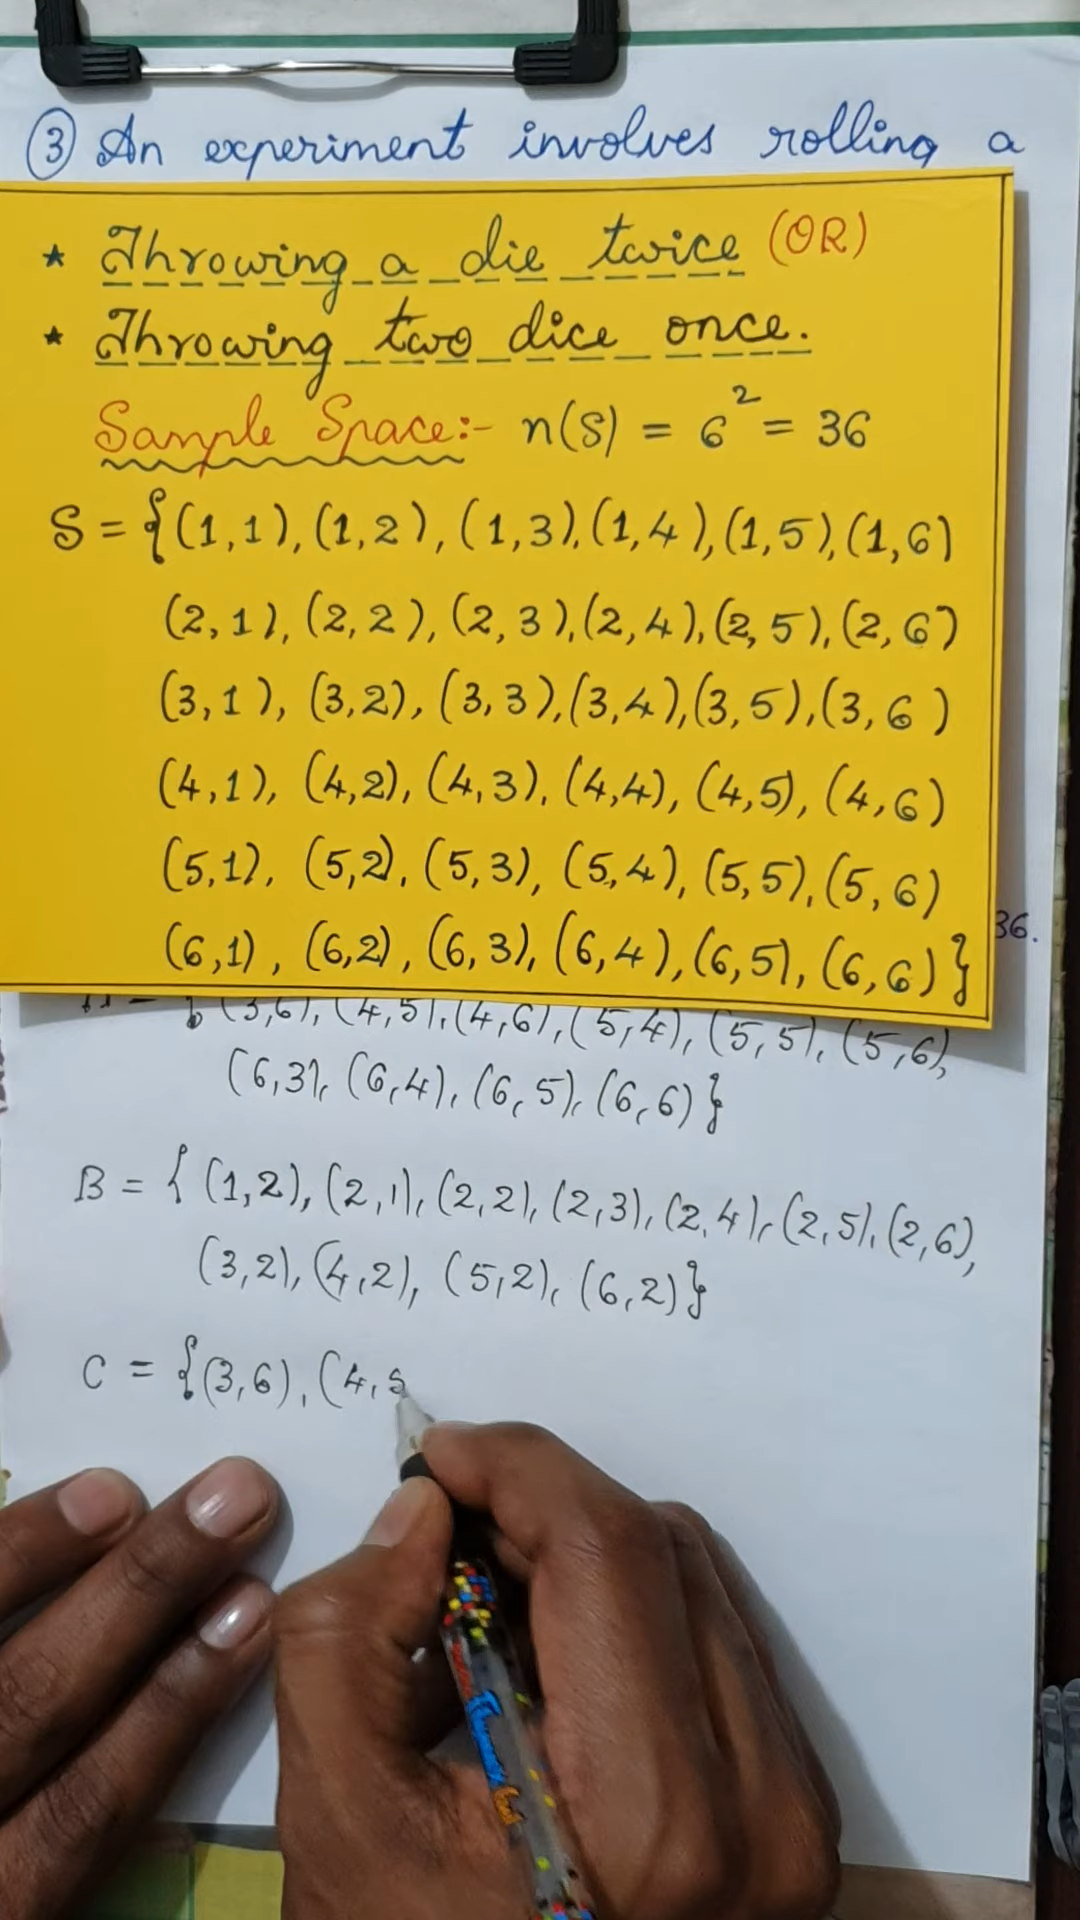 ③ An experiment involves rolling a
* Throwing a die twice (OR)
* Throwing two dice once.
Sample Space:- n(S) = 6² = 36
S = {(1,1), (1,2), (1,3), (1,4), (1,5), (1,6)
(2,1), (2,2), (2,3), (2,4), (2,5), (2,6)
(3,1), (3,2), (3,3), (3,4), (3,5), (3,6)
(4,1), (4,2), (4,3), (4,4), (4,5), (4,6)
(5,1), (5,2), (5,3), (5,4), (5,5), (5,6)
(6,1), (6,2), (6,3), (6,4), (6,5), (6,6)}
36.
{(3,6), (4,5), (4,6), (5,4), (5,5), (5,6),
(6,3), (6,4), (6,5), (6,6)}
B = {(1,2), (2,1), (2,2), (2,3), (2,4), (2,5), (2,6),
(3,2), (4,2), (5,2), (6,2)}
C = {(3,6), (4,5